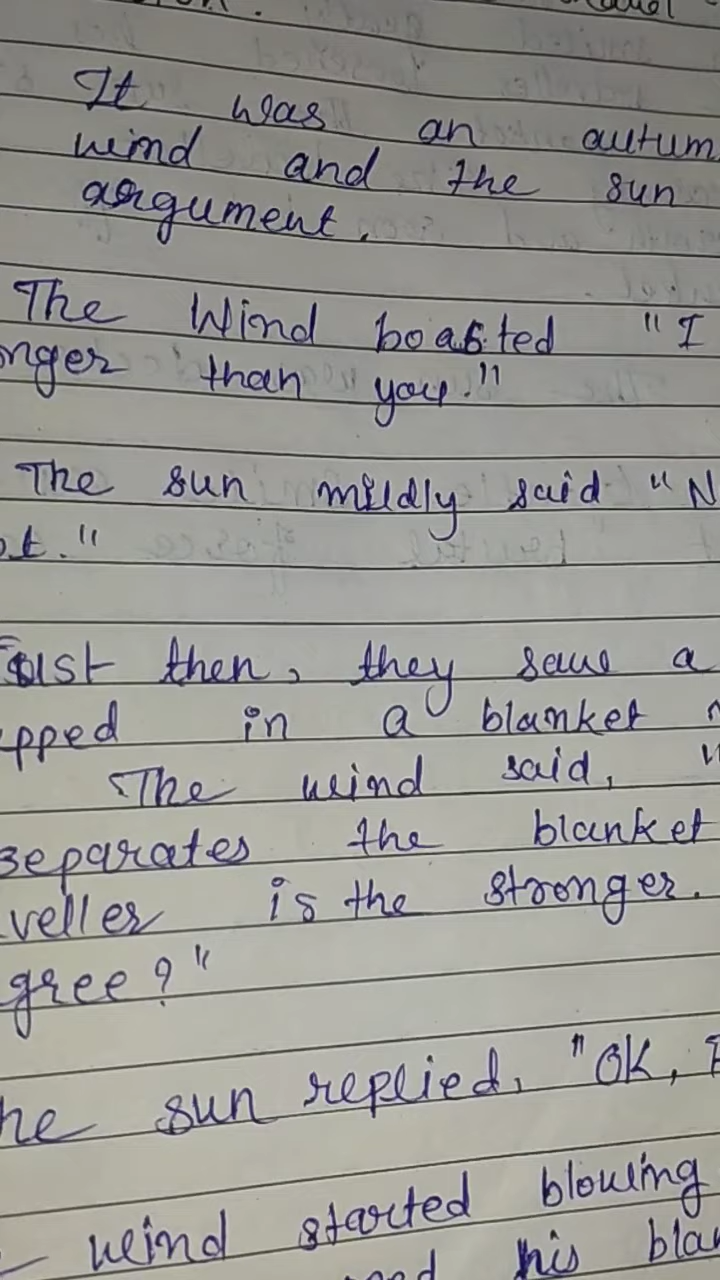 It was an autum
wind and the sun
argument.
The Wind boasted "I
nger than you."
The sun mildly said "N
ot."
Just then, they saw a
pped in a blanket
The wind said,
separates the blanket
veller is the stronger.
gree?"
he sun replied, "OK,
wind started blowing
his blan